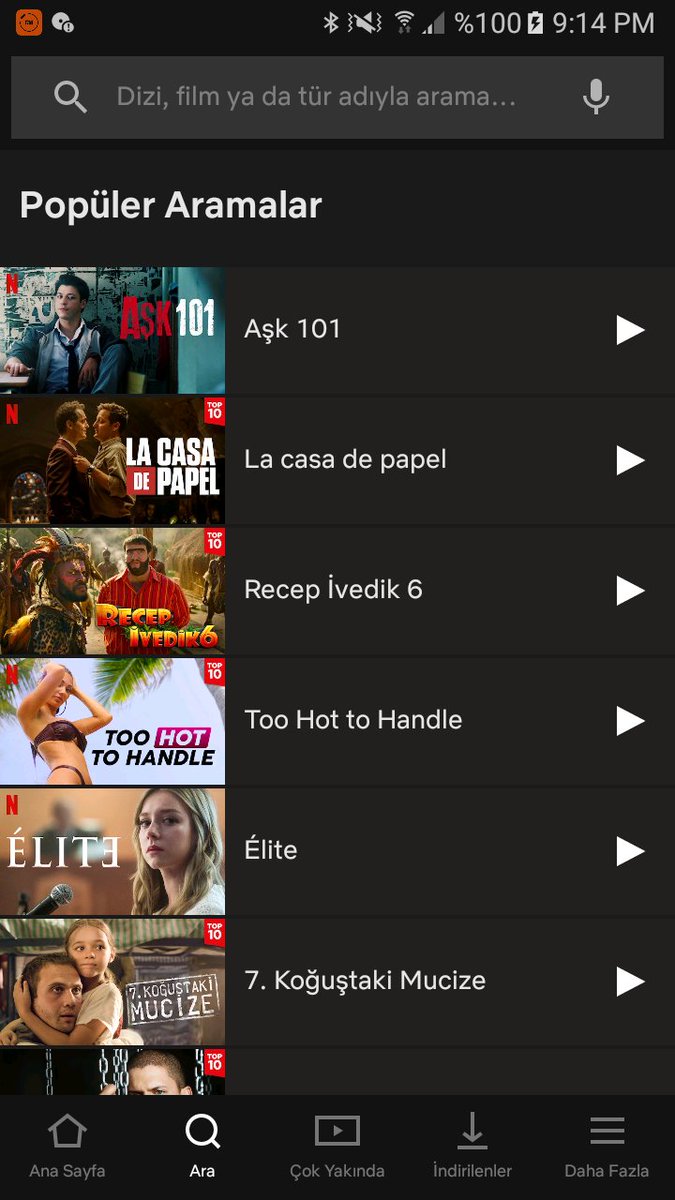 %100 9:14 PM
Dizi, film ya da tür adıyla arama...
Popüler Aramalar
N
AŞK 101
Aşk 101
N
TOP
10
LA CASA
DE PAPEL
La casa de papel
TOP
10
RECEP
İVEDİK 6
Recep İvedik 6
N
TOP
10
TOO HOT
TO HANDLE
Too Hot to Handle
N
ÉLITE
Élite
TOP
10
7. KOĞUŞTAKİ
MUCİZE
7. Koğuştaki Mucize
TOP
10
Ana Sayfa
Ara
Çok Yakında
İndirilenler
Daha Fazla